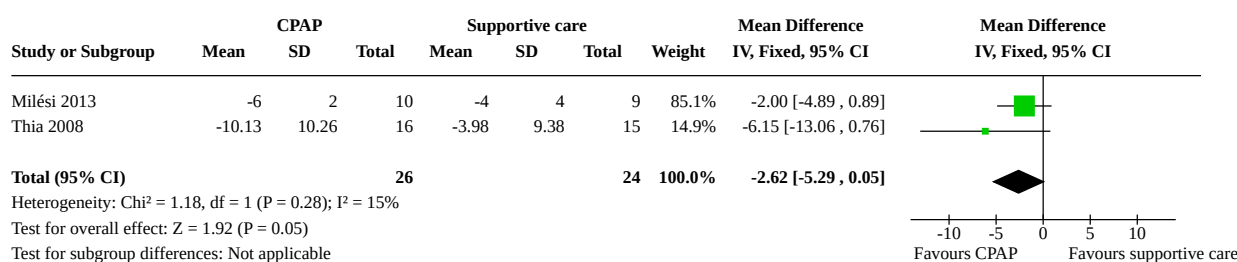 CPAP Supportive care Mean Difference Mean Difference
Study or Subgroup Mean SD Total Mean SD Total Weight IV, Fixed, 95% CI IV, Fixed, 95% CI
Milési 2013 -6 2 10 -4 4 9 85.1% -2.00 [-4.89 , 0.89]
Thia 2008 -10.13 10.26 16 -3.98 9.38 15 14.9% -6.15 [-13.06 , 0.76]
Total (95% CI) 26 24 100.0% -2.62 [-5.29 , 0.05]
Heterogeneity: Chi² = 1.18, df = 1 (P = 0.28); I² = 15%
Test for overall effect: Z = 1.92 (P = 0.05) -10 -5 0 5 10
Test for subgroup differences: Not applicable Favours CPAP Favours supportive care